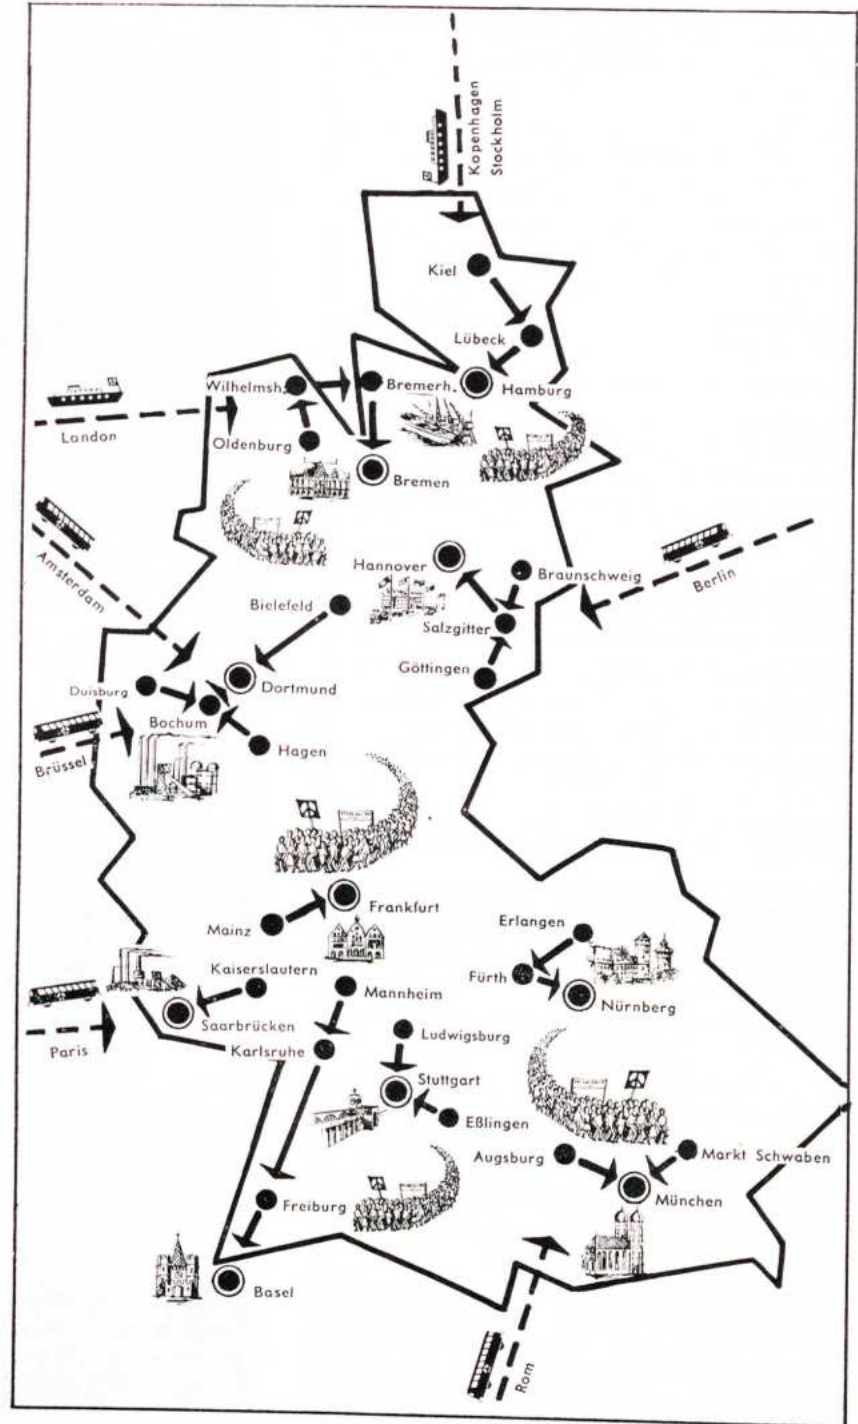 Kopenhagen
Stockholm
Kiel
Lübeck
Wilhelmsh.
Bremerh.
Hamburg
London
Oldenburg
Bremen
Amsterdam
Hannover
Braunschweig
Berlin
Bielefeld
Salzgitter
Göttingen
Duisburg
Dortmund
Bochum
Brüssel
Hagen
Frankfurt
Mainz
Erlangen
Kaiserslautern
Mannheim
Fürth
Nürnberg
Saarbrücken
Ludwigsburg
Paris
Karlsruhe
Stuttgart
Eßlingen
Augsburg
Markt Schwaben
München
Freiburg
Basel
Rom